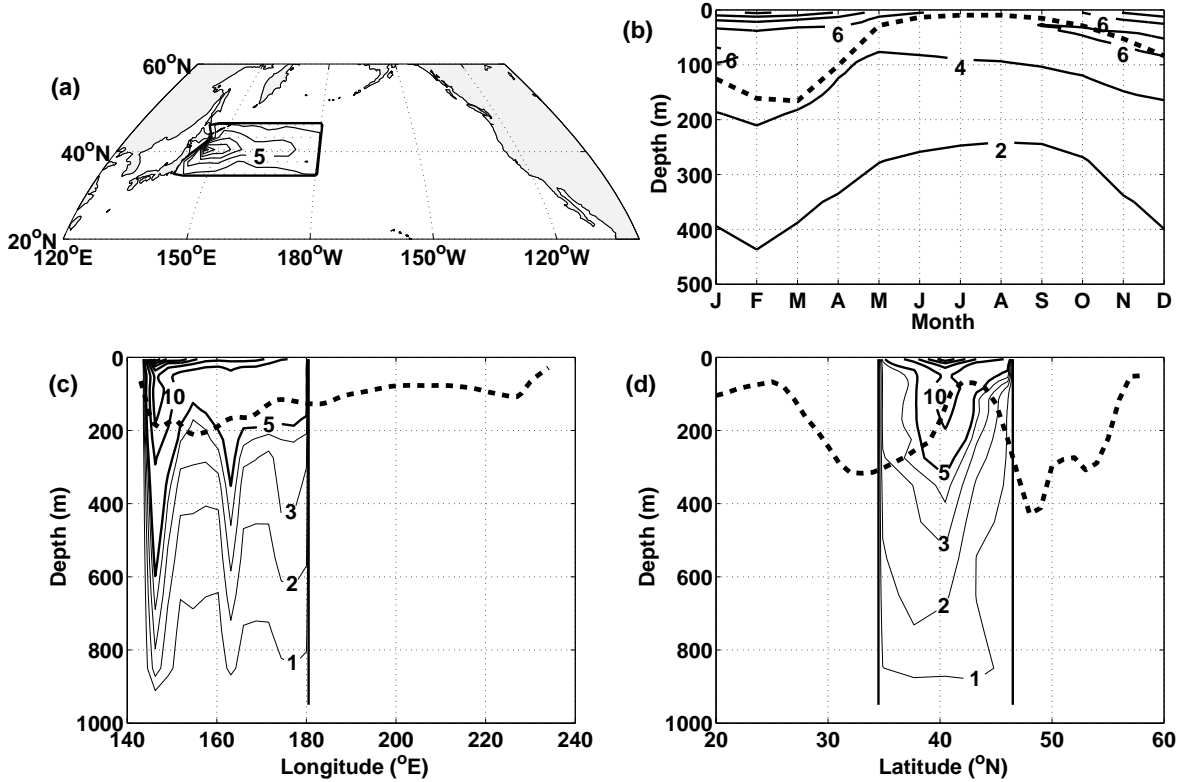 (a)
60°N
40°N
20°N
120°E
150°E
180°W
150°W
120°W
5
(b)
Depth (m)
0
100
200
300
400
500
J F M A M J J A S O N D
Month
6
6
6
6
4
2
(c)
Depth (m)
0
200
400
600
800
1000
140 160 180 200 220 240
Longitude (°E)
10
5
3
2
1
(d)
Depth (m)
0
200
400
600
800
1000
20 30 40 50 60
Latitude (°N)
10
5
3
2
1